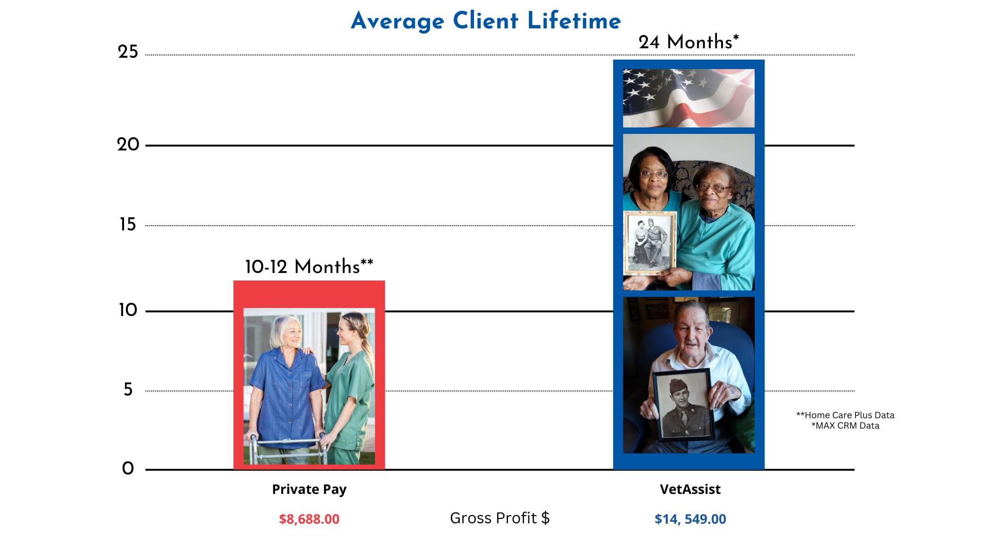 Average Client Lifetime
24 Months*
25
20
15
10-12 Months**
10
5
**Home Care Plus Data
*MAX CRM Data
0
Private Pay
VetAssist
$8,688.00
Gross Profit $
$14, 549.00